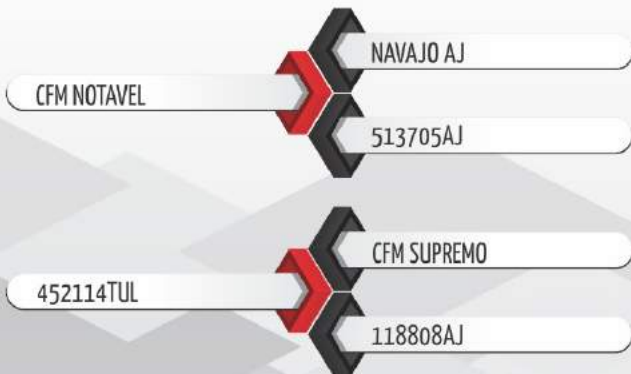 NAVAJO AJ
CFM NOTAVEL
513705AJ
CFM SUPREMO
452114TUL
118808AJ